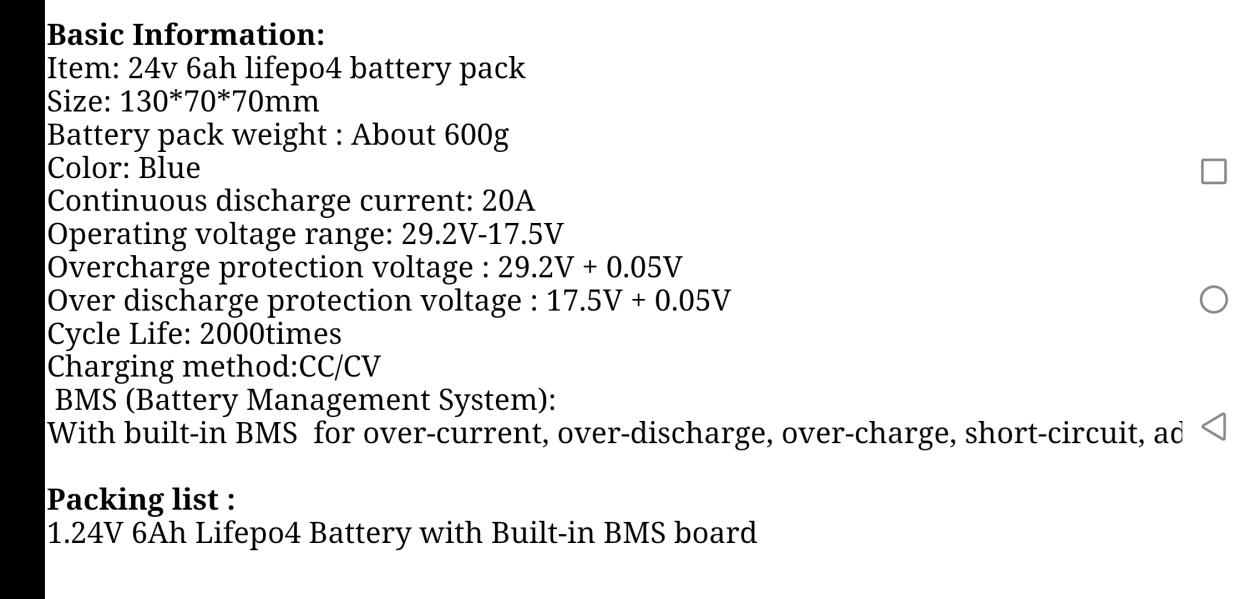 Basic Information:
Item: 24v 6ah lifepo4 battery pack
Size: 130*70*70mm
Battery pack weight : About 600g
Color: Blue
Continuous discharge current: 20A
Operating voltage range: 29.2V-17.5V
Overcharge protection voltage : 29.2V + 0.05V
Over discharge protection voltage : 17.5V + 0.05V
Cycle Life: 2000times
Charging method:CC/CV
BMS (Battery Management System):
With built-in BMS  for over-current, over-discharge, over-charge, short-circuit,
Packing list :
1.24V 6Ah Lifepo4 Battery with Built-in BMS board